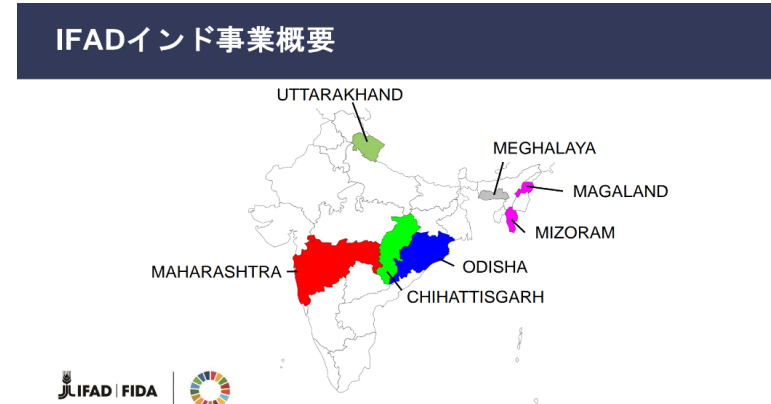 IFADインド事業概要
UTTARAKHAND
MEGHALAYA
MAGALAND
MIZORAM
ODISHA
MAHARASHTRA
CHIHATTISGARH
IFAD | FIDA